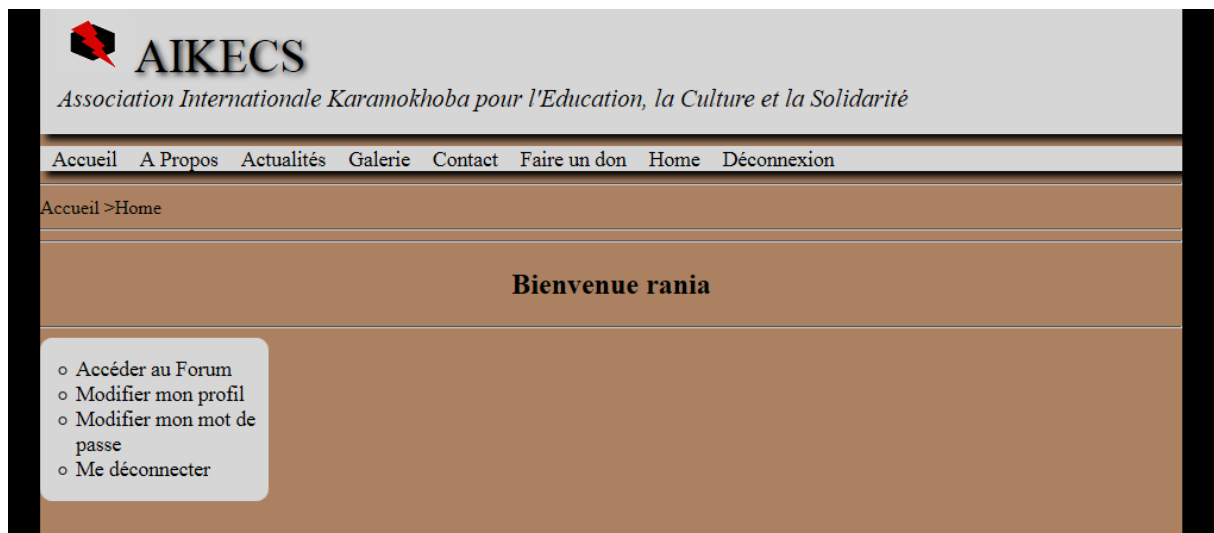 AIKECS
Association Internationale Karamokhoba pour l'Education, la Culture et la Solidarité
Accueil A Propos Actualités Galerie Contact Faire un don Home Déconnexion
Accueil >Home
Bienvenue rania
Accéder au Forum
Modifier mon profil
Modifier mon mot de
passe
Me déconnecter